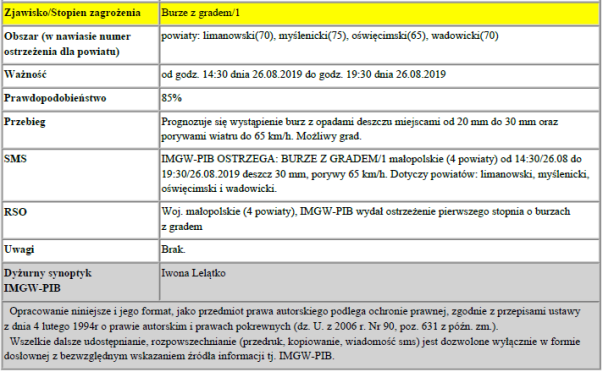 Zjawisko/Stopien zagrożenia Burze z gradem/1
Obszar (w nawiasie numer ostrzeżenia dla powiatu) powiaty: limanowski(70), myślenicki(75), oświęcimski(65), wadowicki(70)
Ważność od godz. 14:30 dnia 26.08.2019 do godz. 19:30 dnia 26.08.2019
Prawdopodobieństwo 85%
Przebieg Prognozuje się wystąpienie burz z opadami deszczu miejscami od 20 mm do 30 mm oraz
porywami wiatru do 65 km/h. Możliwy grad.
SMS IMGW-PIB OSTRZEGA: BURZE Z GRADEM/1 małopolskie (4 powiaty) od 14:30/26.08 do
19:30/26.08.2019 deszcz 30 mm, porywy 65 km/h. Dotyczy powiatów: limanowski, myślenicki,
oświęcimski i wadowicki.
RSO Woj. małopolskie (4 powiaty), IMGW-PIB wydał ostrzeżenie pierwszego stopnia o burzach
z gradem
Uwagi Brak.
Dyżurny synoptyk IMGW-PIB Iwona Lelątko
Opracowanie niniejsze i jego format, jako przedmiot prawa autorskiego podlega ochronie prawnej, zgodnie z przepisami ustawy
z dnia 4 lutego 1994r o prawie autorskim i prawach pokrewnych (dz. U. z 2006 r. Nr 90, poz. 631 z późn. zm.).
Wszelkie dalsze udostępnianie, rozpowszechnianie (przedruk, kopiowanie, wiadomość sms) jest dozwolone wyłącznie w formie
dosłownej z bezwzględnym wskazaniem źródła informacji tj. IMGW-PIB.